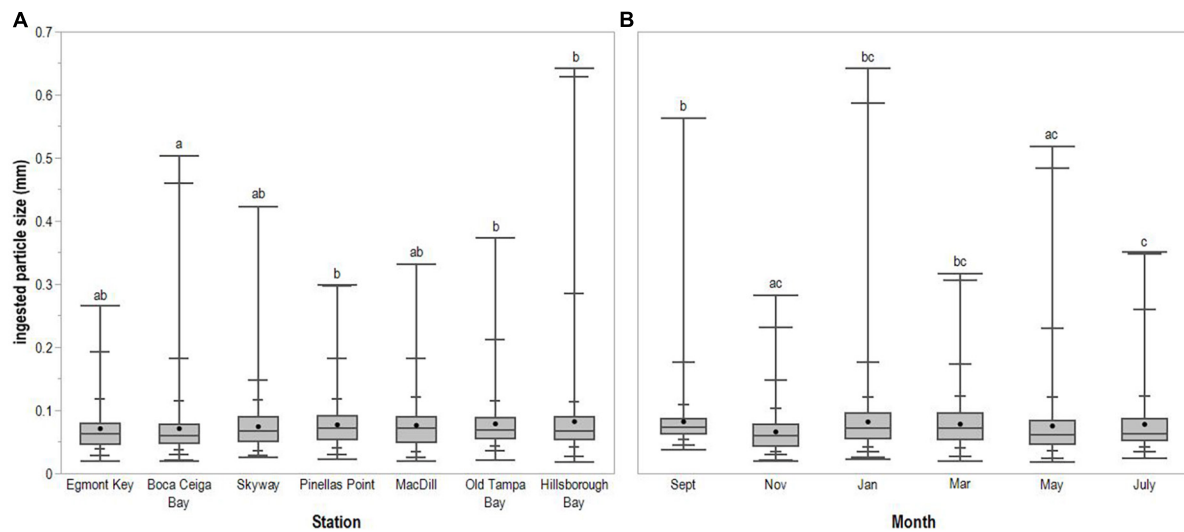 A
B
ingested particle size (mm)
0.7
0.6
0.5
0.4
0.3
0.2
0.1
0
ab
a
ab
b
ab
b
b
Egmont Key
Boca Ceiga Bay
Skyway
Pinellas Point
MacDill
Old Tampa Bay
Hillsborough Bay
Station
b
ac
bc
bc
ac
c
Sept
Nov
Jan
Mar
May
July
Month